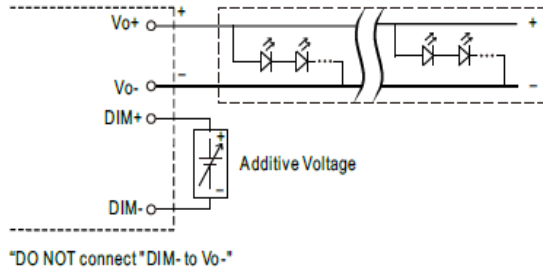 Vo+
+
+
Vo-
−
−
DIM+
+
Additive Voltage
−
DIM-
"DO NOT connect "DIM- to Vo-"